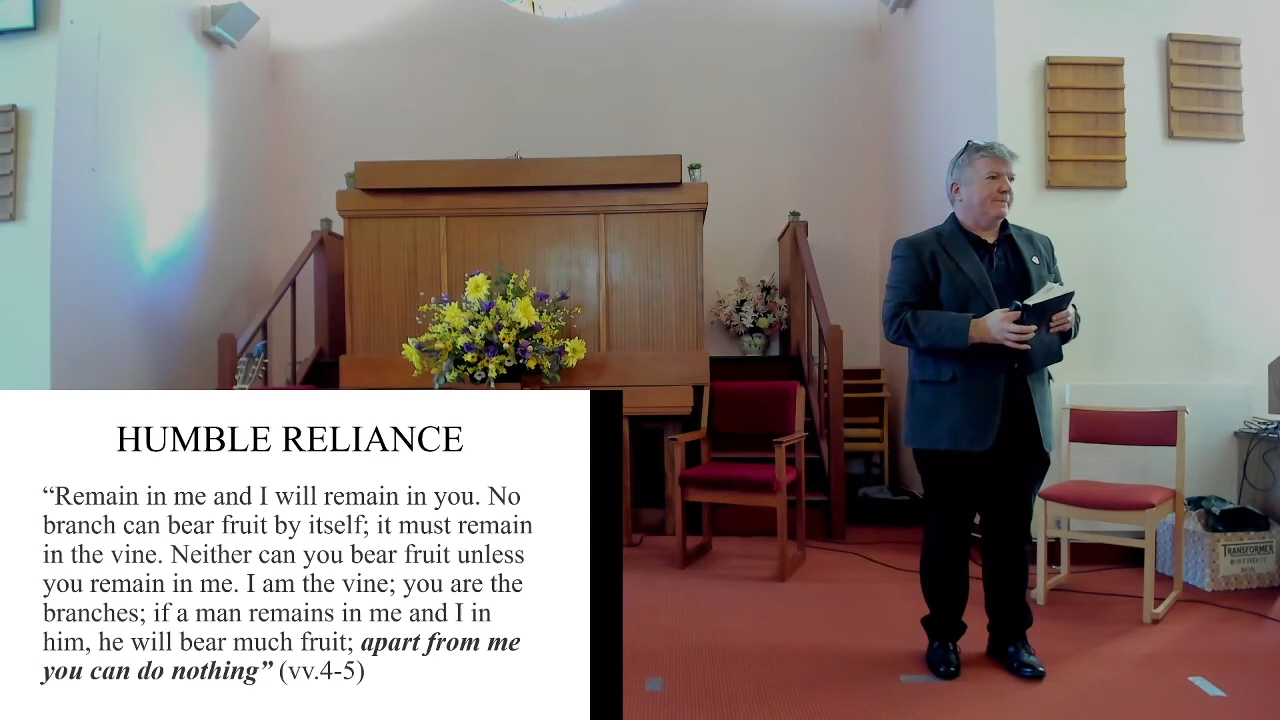 HUMBLE RELIANCE
“Remain in me and I will remain in you. No
branch can bear fruit by itself; it must remain
in the vine. Neither can you bear fruit unless
you remain in me. I am the vine; you are the
branches; if a man remains in me and I in
him, he will bear much fruit; apart from me
you can do nothing” (vv.4-5)
TRANSFORMER
BIRTHDAY
BOX